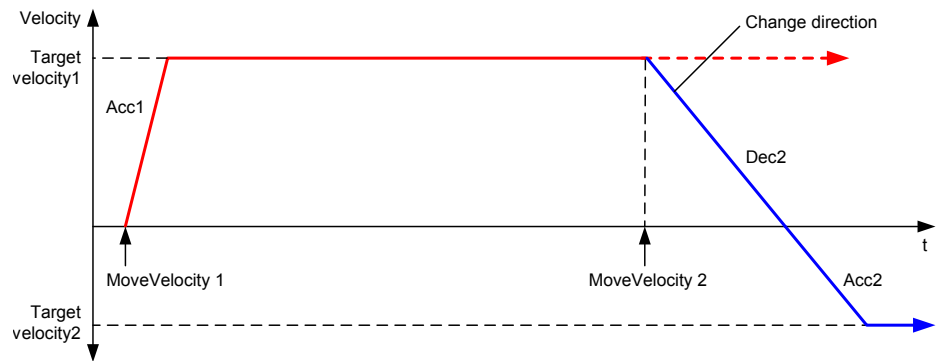 Velocity
Change direction
Target
velocity1
Acc1
Dec2
t
MoveVelocity 1
MoveVelocity 2
Acc2
Target
velocity2